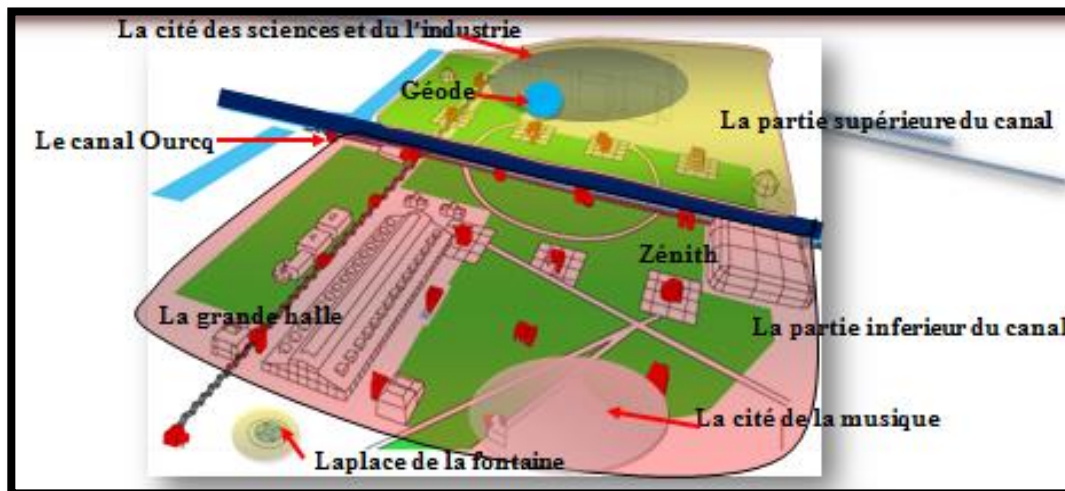 La cité des sciences et du l'industrie
Géode
La partie supérieure du canal
Le canal Ourcq
Zénith
La grande halle
La partie inferieur du canal
La cité de la musique
Laplace de la fontaine